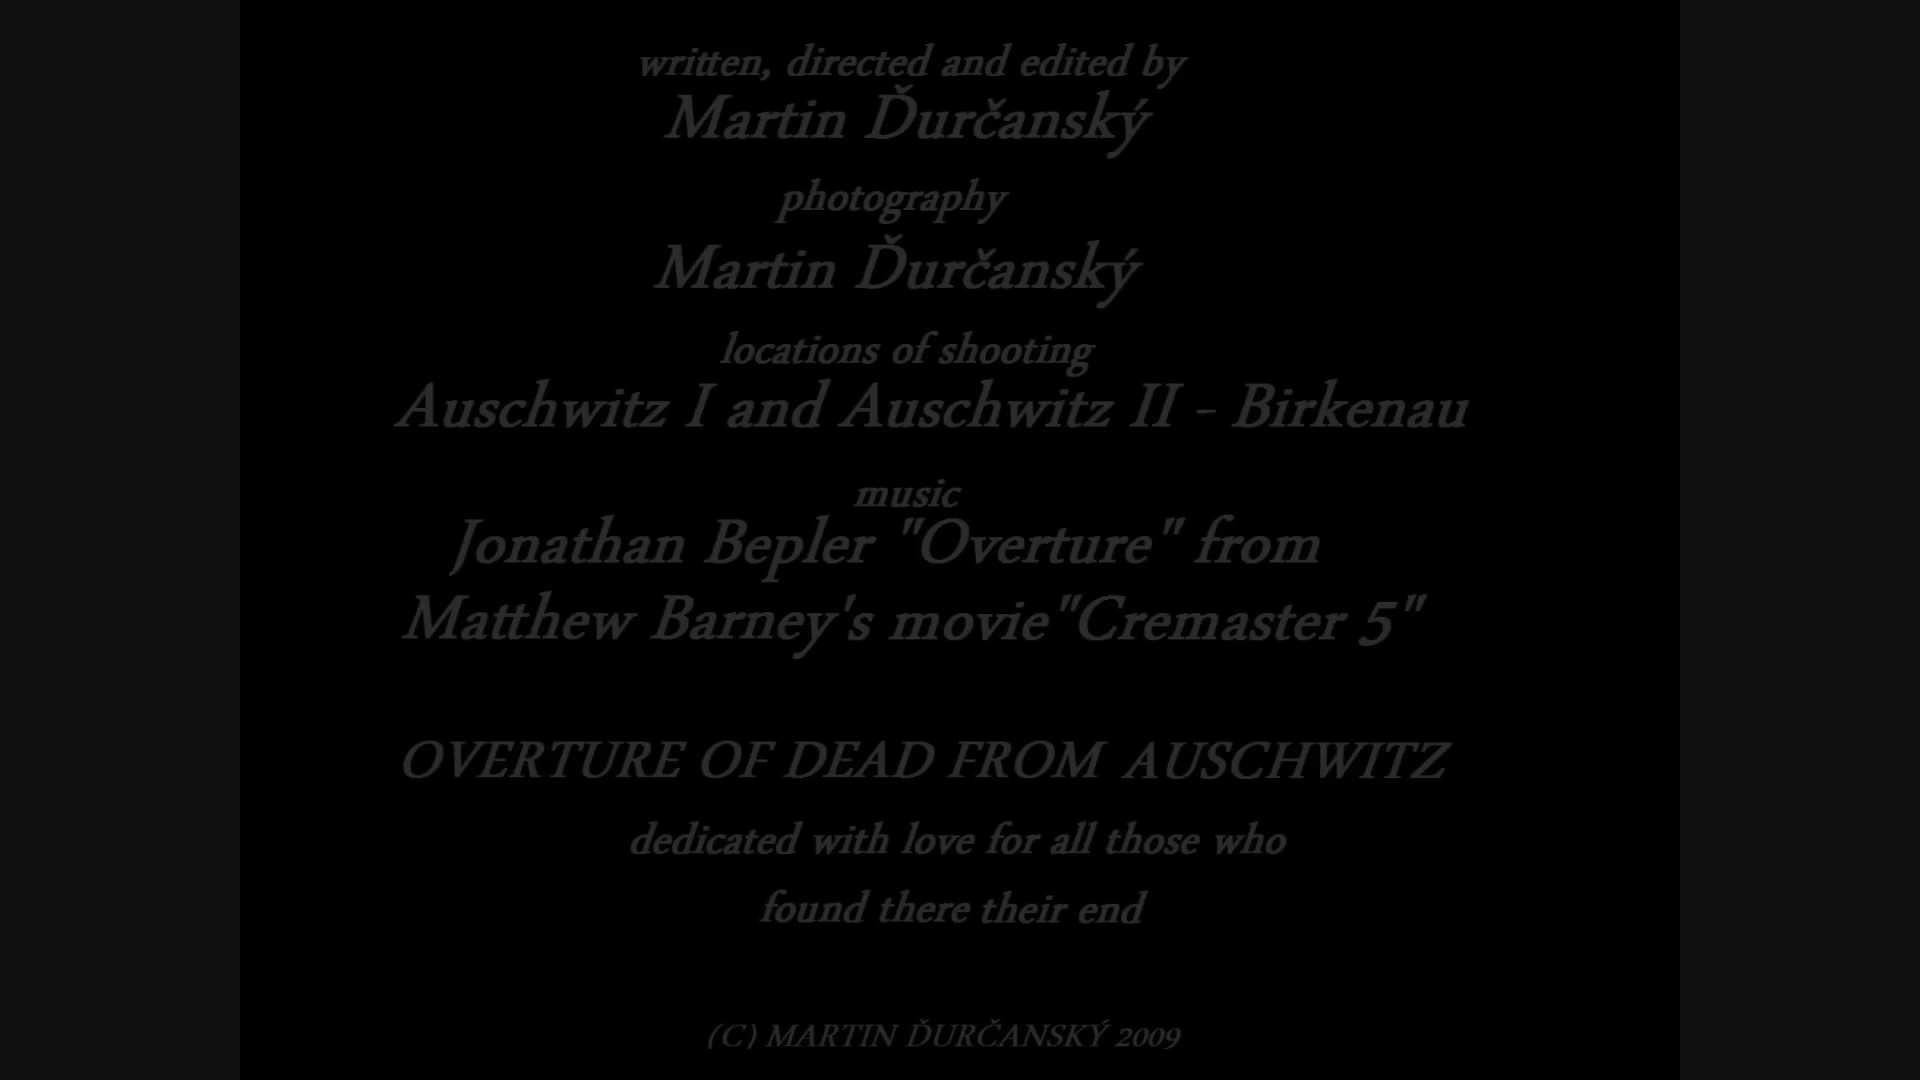 written, directed and edited by
Martin Ďurčanský
photography
Martin Ďurčanský
locations of shooting
Auschwitz I and Auschwitz II - Birkenau
music
Jonathan Bepler "Overture" from
Matthew Barney's movie"Cremaster 5"
OVERTURE OF DEAD FROM AUSCHWITZ
dedicated with love for all those who
found there their end
(C) MARTIN ĎURČANSKÝ 2009